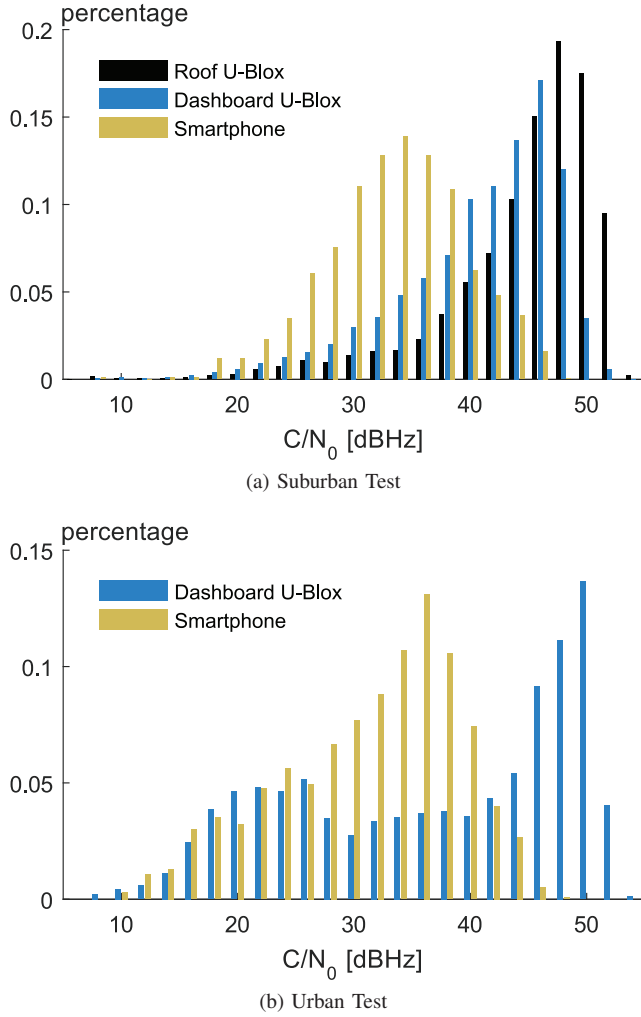 percentage
0.2
Roof U-Blox
Dashboard U-Blox
0.15
Smartphone
0.1
0.05
0
10 20 30 40 50
C/N0 [dBHz]
(a) Suburban Test
percentage
0.15
Dashboard U-Blox
Smartphone
0.1
0.05
0
10 20 30 40 50
C/N0 [dBHz]
(b) Urban Test